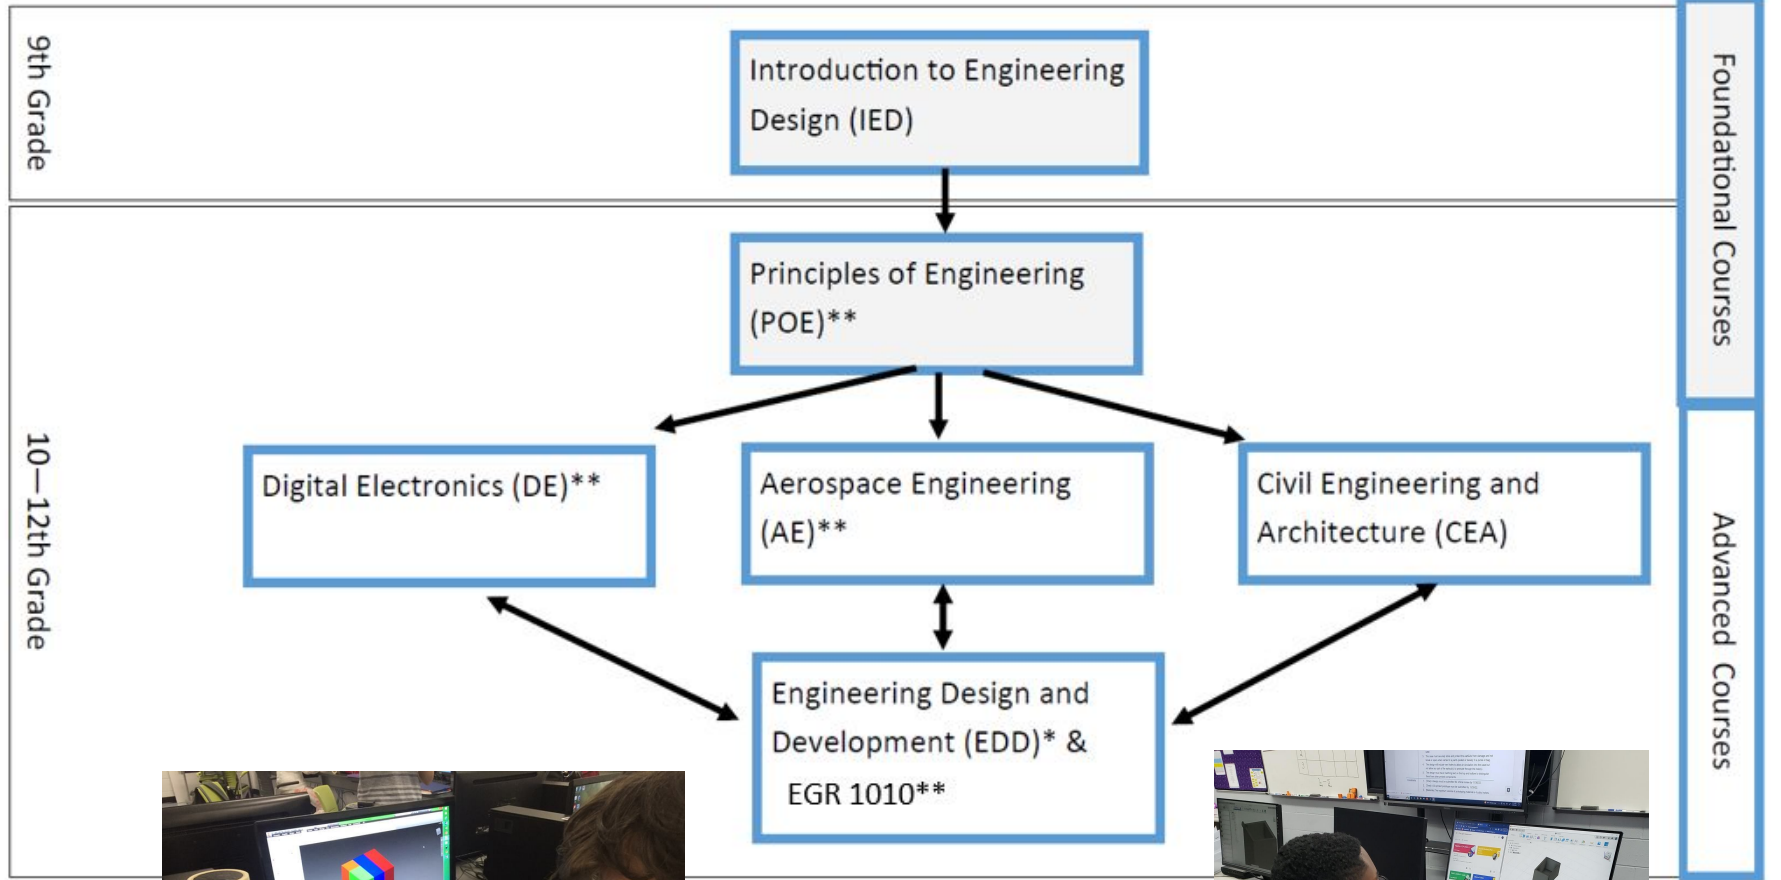 9th Grade
Introduction to Engineering
Design (IED)
Foundational Courses
Principles of Engineering
(POE)**
10—12th Grade
Digital Electronics (DE)**
Aerospace Engineering
(AE)**
Civil Engineering and
Architecture (CEA)
Advanced Courses
Engineering Design and
Development (EDD)* &
EGR 1010**